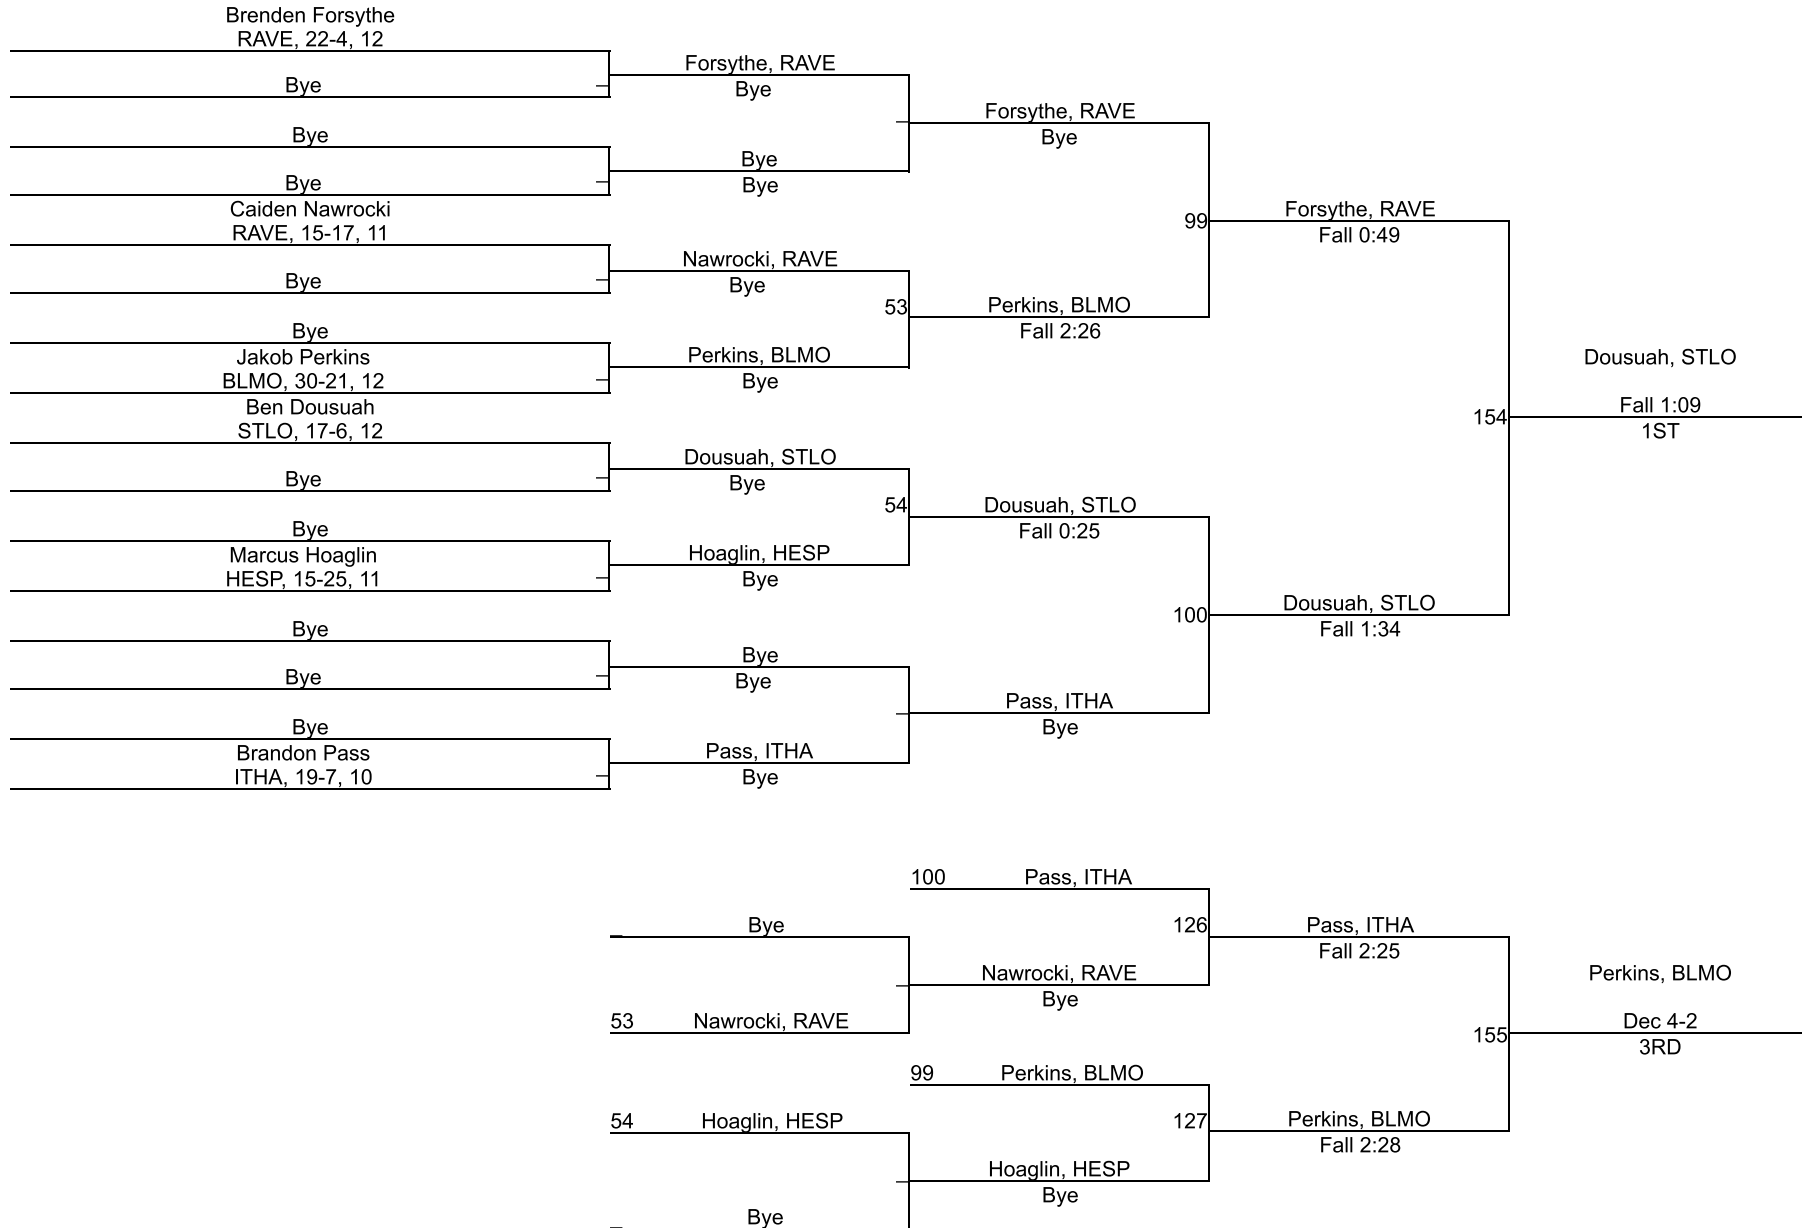 Brenden Forsythe
RAVE, 22-4, 12
Bye
Bye
Bye
Caiden Nawrocki
RAVE, 15-17, 11
Bye
Bye
Jakob Perkins
BLMO, 30-21, 12
Ben Dousuah
STLO, 17-6, 12
Bye
Bye
Marcus Hoaglin
HESP, 15-25, 11
Bye
Bye
Bye
Brandon Pass
ITHA, 19-7, 10
Forsythe, RAVE
Bye
Bye
Bye
Nawrocki, RAVE
Bye
Perkins, BLMO
Bye
Dousuah, STLO
Bye
Hoaglin, HESP
Bye
Bye
Bye
Pass, ITHA
Bye
Forsythe, RAVE
Bye
53
Perkins, BLMO
Fall 2:26
54
Dousuah, STLO
Fall 0:25
Pass, ITHA
Bye
99
Forsythe, RAVE
Fall 0:49
100
Dousuah, STLO
Fall 1:34
154
Dousuah, STLO
Fall 1:09
1ST
Bye
53 Nawrocki, RAVE
54 Hoaglin, HESP
Bye
100 Pass, ITHA
Nawrocki, RAVE
Bye
99 Perkins, BLMO
Hoaglin, HESP
Bye
126
Pass, ITHA
Fall 2:25
127
Perkins, BLMO
Fall 2:28
155
Perkins, BLMO
Dec 4-2
3RD